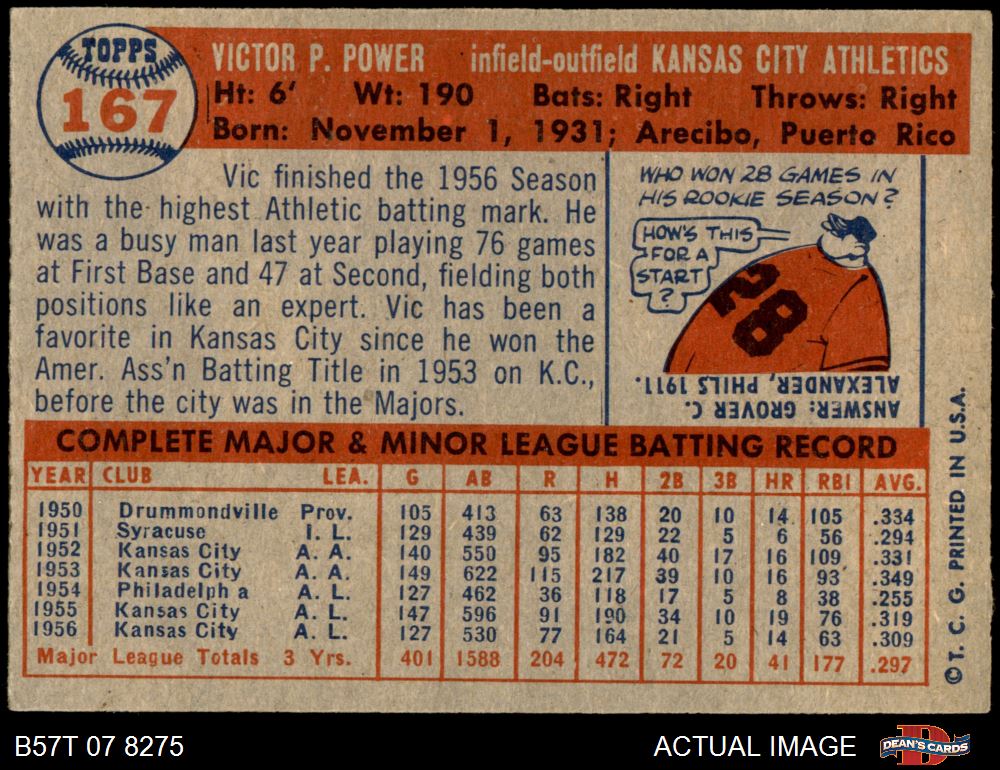 TOPPS
167
VICTOR P. POWER infield-outfield KANSAS CITY ATHLETICS
Ht: 6' Wt: 190 Bats: Right Throws: Right
Born: November 1, 1931; Arecibo, Puerto Rico
Vic finished the 1956 Season
with the highest Athletic batting mark. He
was a busy man last year playing 76 games
at First Base and 47 at Second, fielding both
positions like an expert. Vic has been a
favorite in Kansas City since he won the
Amer. Ass'n Batting Title in 1953 on K.C.,
before the city was in the Majors.
WHO WON 28 GAMES IN
HIS ROOKIE SEASON?
HOW'S THIS
FOR A
START
?
28
ANSWER: GROVER C.
ALEXANDER, PHILS 1911.
COMPLETE MAJOR & MINOR LEAGUE BATTING RECORD
YEAR CLUB LEA. G AB R H 2B 3B HR RBI AVG.
1950 Drummondville Prov. 105 413 63 138 20 10 14 105 .334
1951 Syracuse I. L. 129 439 62 129 22 5 6 56 .294
1952 Kansas City A. A. 140 550 95 182 40 17 16 109 .331
1953 Kansas City A. A. 149 622 115 217 39 10 16 93 .349
1954 Philadelph a A. L. 127 462 36 118 17 5 8 38 .255
1955 Kansas City A. L. 147 596 91 190 34 10 19 76 .319
1956 Kansas City A. L. 127 530 77 164 21 5 14 63 .309
Major League Totals 3 Yrs. 401 1588 204 472 72 20 41 177 .297
© T. C. G. PRINTED IN U.S.A.
B57T 07 8275
ACTUAL IMAGE
D
DEAN'S CARDS